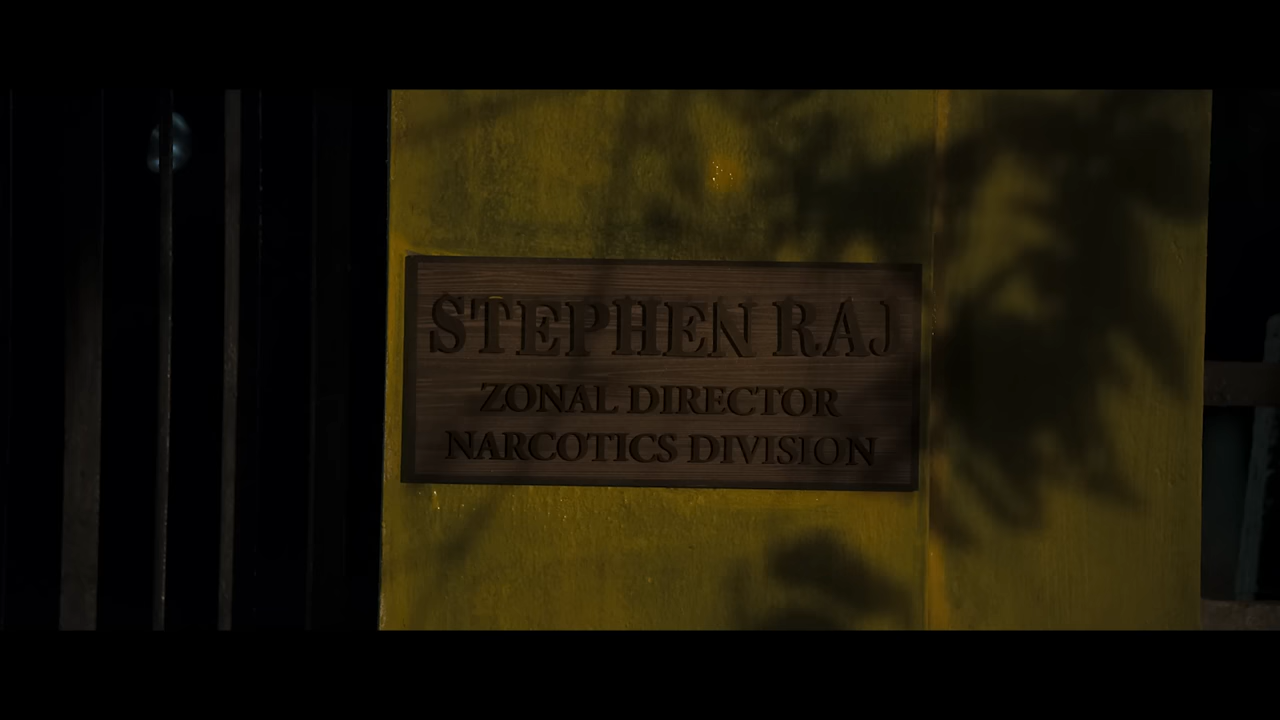 STEPHEN RAJ
ZONAL DIRECTOR
NARCOTICS DIVISION